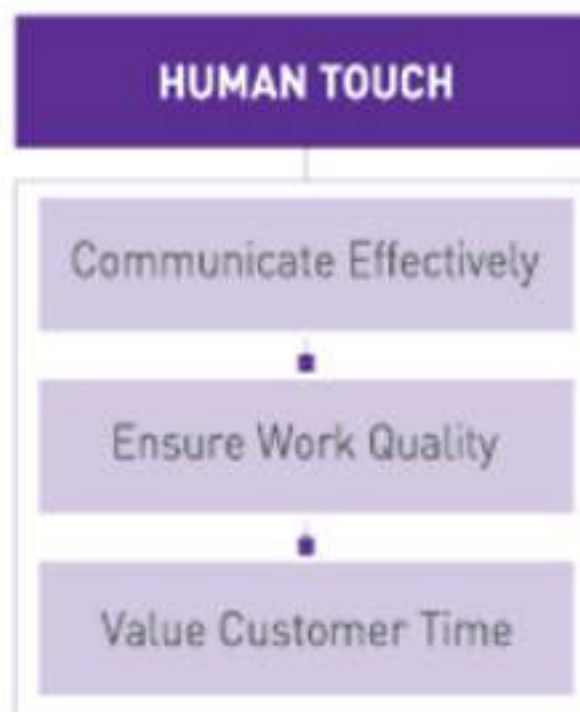 HUMAN TOUCH
Communicate Effectively
Ensure Work Quality
Value Customer Time